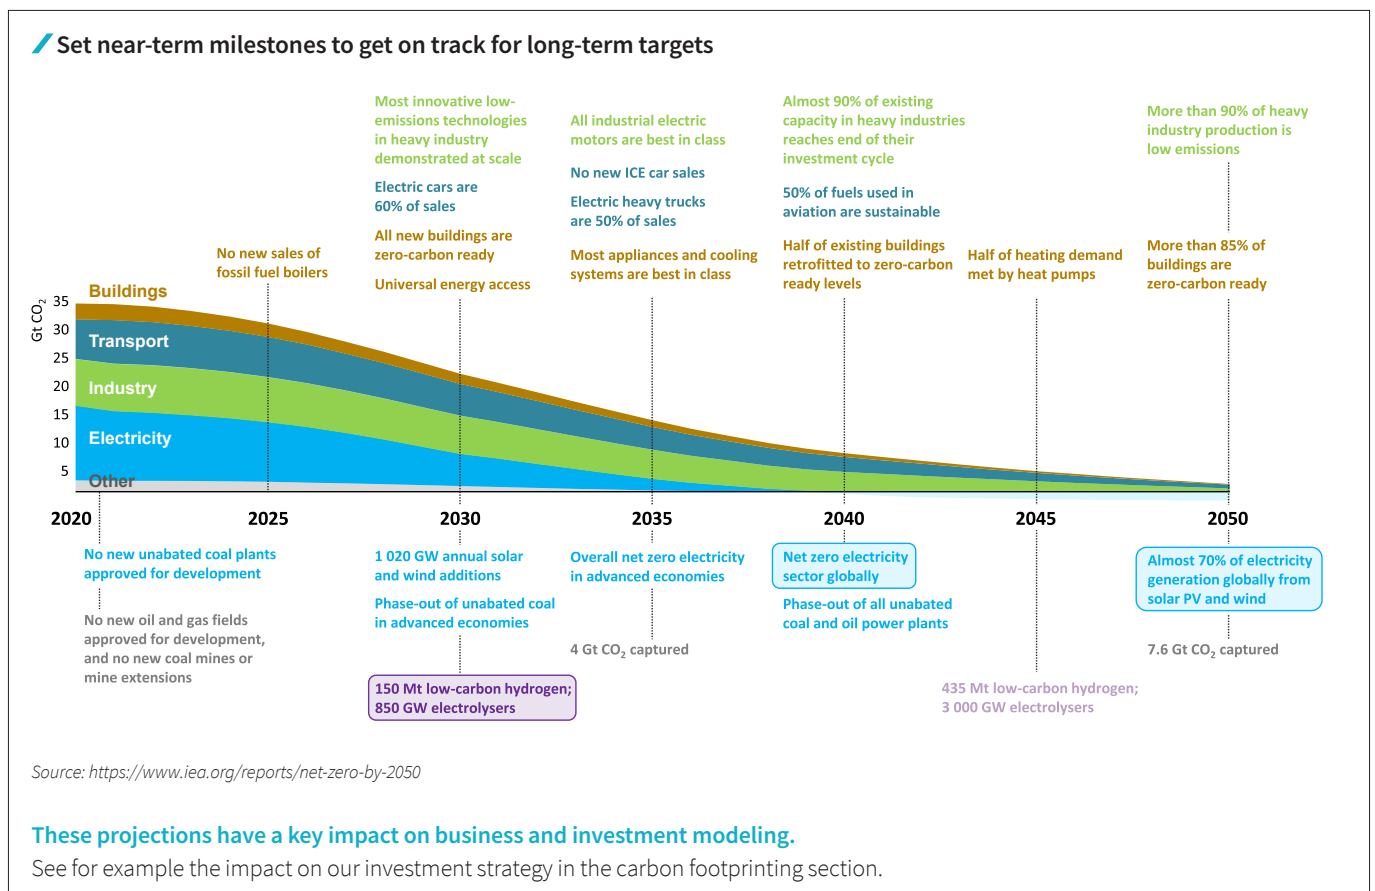 Set near-term milestones to get on track for long-term targets
Most innovative low-
emissions technologies
in heavy industry
demonstrated at scale
Electric cars are
60% of sales
All new buildings are
zero-carbon ready
Universal energy access
All industrial electric
motors are best in class
No new ICE car sales
Electric heavy trucks
are 50% of sales
Most appliances and cooling
systems are best in class
Almost 90% of existing
capacity in heavy industries
reaches end of their
investment cycle
50% of fuels used in
aviation are sustainable
Half of existing buildings
retrofitted to zero-carbon
ready levels
Half of heating demand
met by heat pumps
More than 90% of heavy
industry production is
low emissions
More than 85% of
buildings are
zero-carbon ready
No new sales of
fossil fuel boilers
Gt CO₂
35
30
25
20
15
10
5
Buildings
Transport
Industry
Electricity
Other
2020
2025
2030
2035
2040
2045
2050
No new unabated coal plants
approved for development
No new oil and gas fields
approved for development,
and no new coal mines or
mine extensions
1 020 GW annual solar
and wind additions
Phase-out of unabated coal
in advanced economies
150 Mt low-carbon hydrogen;
850 GW electrolysers
Overall net zero electricity
in advanced economies
4 Gt CO₂ captured
Net zero electricity
sector globally
Phase-out of all unabated
coal and oil power plants
435 Mt low-carbon hydrogen;
3 000 GW electrolysers
Almost 70% of electricity
generation globally from
solar PV and wind
7.6 Gt CO₂ captured
Source: https://www.iea.org/reports/net-zero-by-2050
These projections have a key impact on business and investment modeling.
See for example the impact on our investment strategy in the carbon footprinting section.